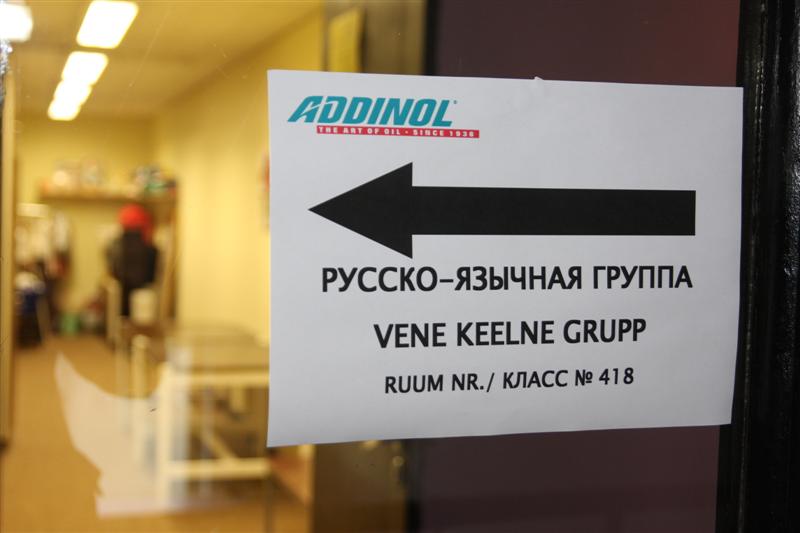 ADDINOL
THE ART OF OIL - SINCE 1936
РУССКО-ЯЗЫЧНАЯ ГРУППА
VENE KEELNE GRUPP
RUUM NR./ КЛАСС № 418